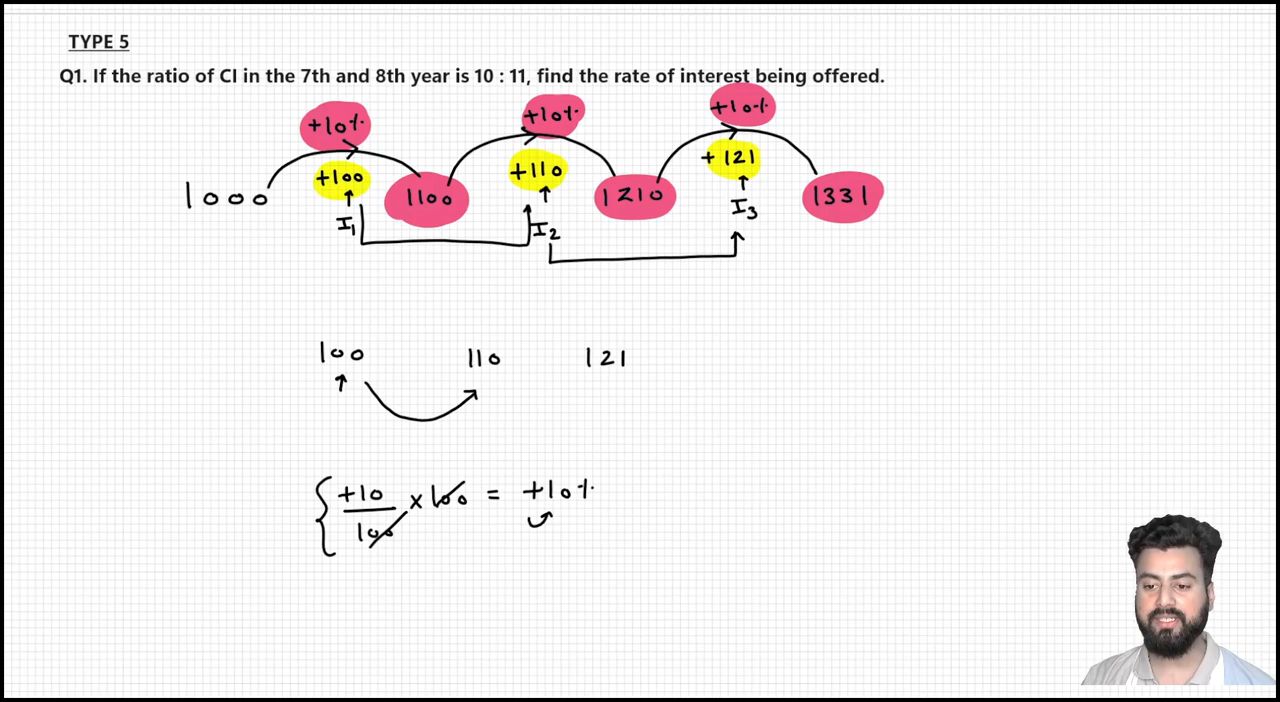 TYPE 5
Q1. If the ratio of CI in the 7th and 8th year is 10 : 11, find the rate of interest being offered.
+10% +10% +10%
+100 +110 +121
1000 1100 1210 1331
I1 I2 I3
100 110 121
+10/100 × 100 = +10%